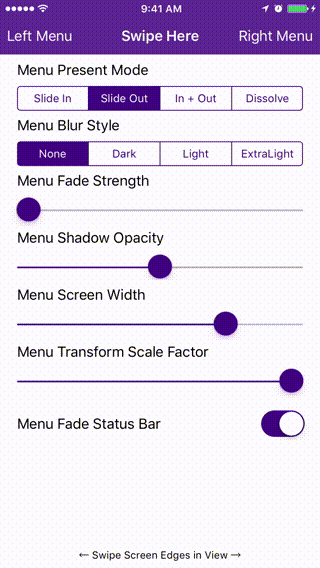 9:41 AM
Left Menu Swipe Here Right Menu
Menu Present Mode
Slide In Slide Out In + Out Dissolve
Menu Blur Style
None Dark Light ExtraLight
Menu Fade Strength
Menu Shadow Opacity
Menu Screen Width
Menu Transform Scale Factor
Menu Fade Status Bar
← Swipe Screen Edges in View →